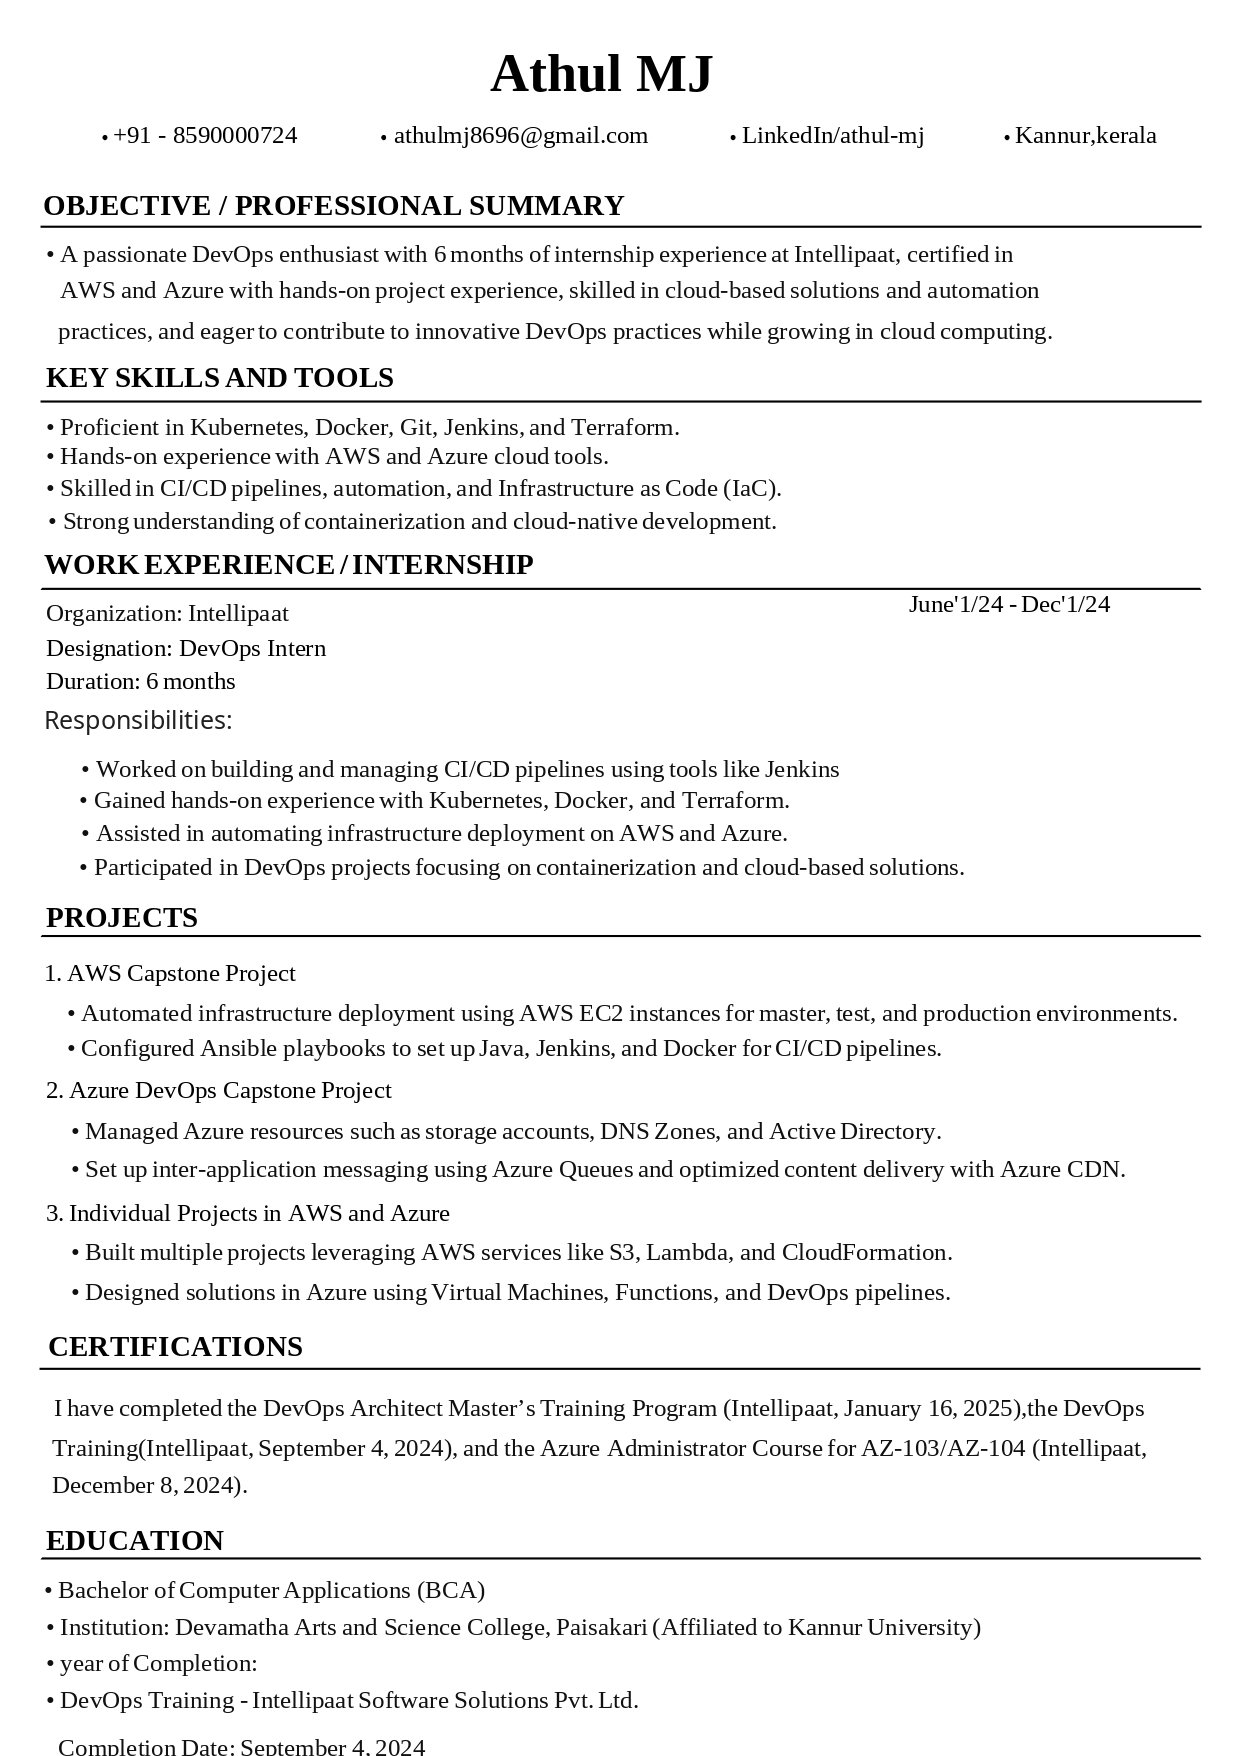 Athul MJ
• +91 - 8590000724 • athulmj8696@gmail.com • LinkedIn/athul-mj • Kannur,kerala
OBJECTIVE / PROFESSIONAL SUMMARY
• A passionate DevOps enthusiast with 6 months of internship experience at Intellipaat, certified in
AWS and Azure with hands-on project experience, skilled in cloud-based solutions and automation
practices, and eager to contribute to innovative DevOps practices while growing in cloud computing.
KEY SKILLS AND TOOLS
• Proficient in Kubernetes, Docker, Git, Jenkins, and Terraform.
• Hands-on experience with AWS and Azure cloud tools.
• Skilled in CI/CD pipelines, automation, and Infrastructure as Code (IaC).
• Strong understanding of containerization and cloud-native development.
WORK EXPERIENCE / INTERNSHIP
Organization: Intellipaat June'1/24 - Dec'1/24
Designation: DevOps Intern
Duration: 6 months
Responsibilities:
• Worked on building and managing CI/CD pipelines using tools like Jenkins
• Gained hands-on experience with Kubernetes, Docker, and Terraform.
• Assisted in automating infrastructure deployment on AWS and Azure.
• Participated in DevOps projects focusing on containerization and cloud-based solutions.
PROJECTS
1. AWS Capstone Project
• Automated infrastructure deployment using AWS EC2 instances for master, test, and production environments.
• Configured Ansible playbooks to set up Java, Jenkins, and Docker for CI/CD pipelines.
2. Azure DevOps Capstone Project
• Managed Azure resources such as storage accounts, DNS Zones, and Active Directory.
• Set up inter-application messaging using Azure Queues and optimized content delivery with Azure CDN.
3. Individual Projects in AWS and Azure
• Built multiple projects leveraging AWS services like S3, Lambda, and CloudFormation.
• Designed solutions in Azure using Virtual Machines, Functions, and DevOps pipelines.
CERTIFICATIONS
I have completed the DevOps Architect Master’s Training Program (Intellipaat, January 16, 2025),the DevOps
Training(Intellipaat, September 4, 2024), and the Azure Administrator Course for AZ-103/AZ-104 (Intellipaat,
December 8, 2024).
EDUCATION
• Bachelor of Computer Applications (BCA)
• Institution: Devamatha Arts and Science College, Paisakari (Affiliated to Kannur University)
• year of Completion:
• DevOps Training - Intellipaat Software Solutions Pvt. Ltd.
Completion Date: September 4, 2024